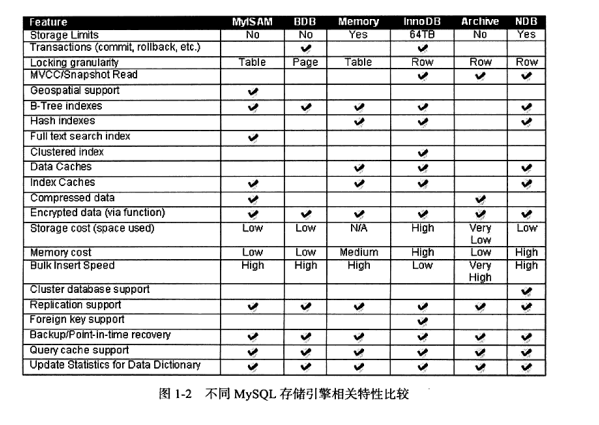 Feature MyISAM BDB Memory InnoDB Archive NDB
Storage Limits No No Yes 64TB No Yes
Transactions (commit, rollback, etc.) ✔ ✔
Locking granularity Table Page Table Row Row Row
MVCC/Snapshot Read ✔ ✔ ✔
Geospatial support ✔
B-Tree indexes ✔ ✔ ✔ ✔ ✔
Hash indexes ✔ ✔ ✔
Full text search index ✔
Clustered index ✔
Data Caches ✔ ✔ ✔
Index Caches ✔ ✔ ✔ ✔
Compressed data ✔ ✔
Encrypted data (via function) ✔ ✔ ✔ ✔ ✔ ✔
Storage cost (space used) Low Low N/A High Very Low Low
Memory cost Low Low Medium High Low High
Bulk Insert Speed High High High Low Very High High
Cluster database support ✔
Replication support ✔ ✔ ✔ ✔ ✔ ✔
Foreign key support ✔
Backup/Point-in-time recovery ✔ ✔ ✔ ✔ ✔ ✔
Query cache support ✔ ✔ ✔ ✔ ✔ ✔
Update Statistics for Data Dictionary ✔ ✔ ✔ ✔ ✔ ✔
图 1-2 不同 MySQL 存储引擎相关特性比较